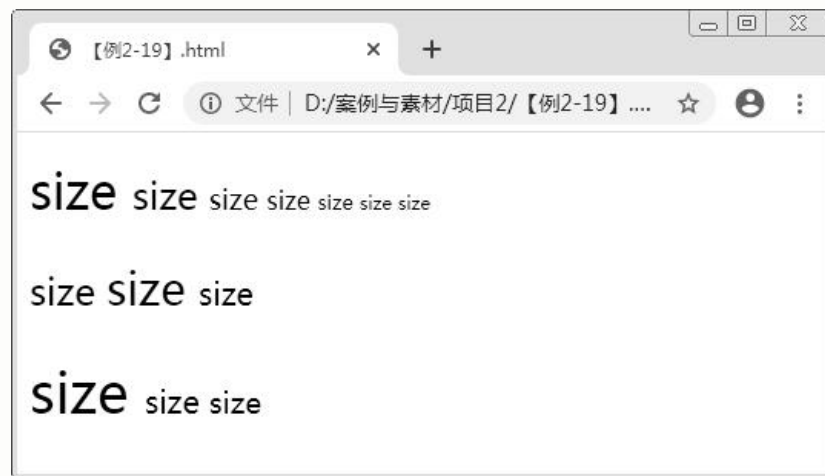 【例2-19】.html
文件 D:/案例与素材/项目2/【例2-19】....
size size size size size size size
size size size
size size size